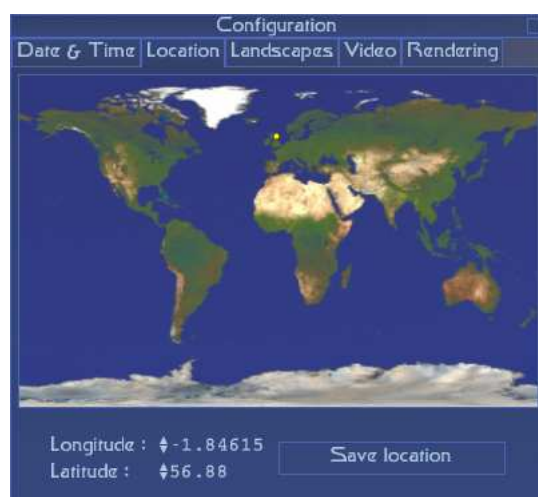 Configuration
Date & Time Location Landscapes Video Rendering
Longitude : -1.84615
Latitude : 56.88
Save location